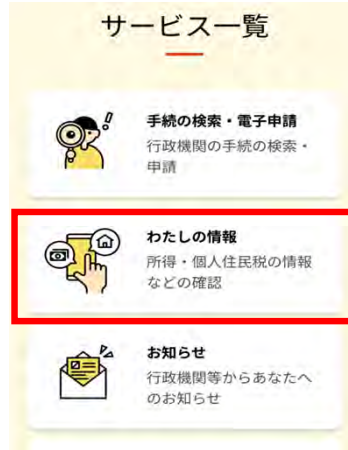 サービス一覧
手続の検索・電子申請
行政機関の手続の検索・
申請
わたしの情報
所得・個人住民税の情報
などの確認
お知らせ
行政機関等からあなたへ
のお知らせ